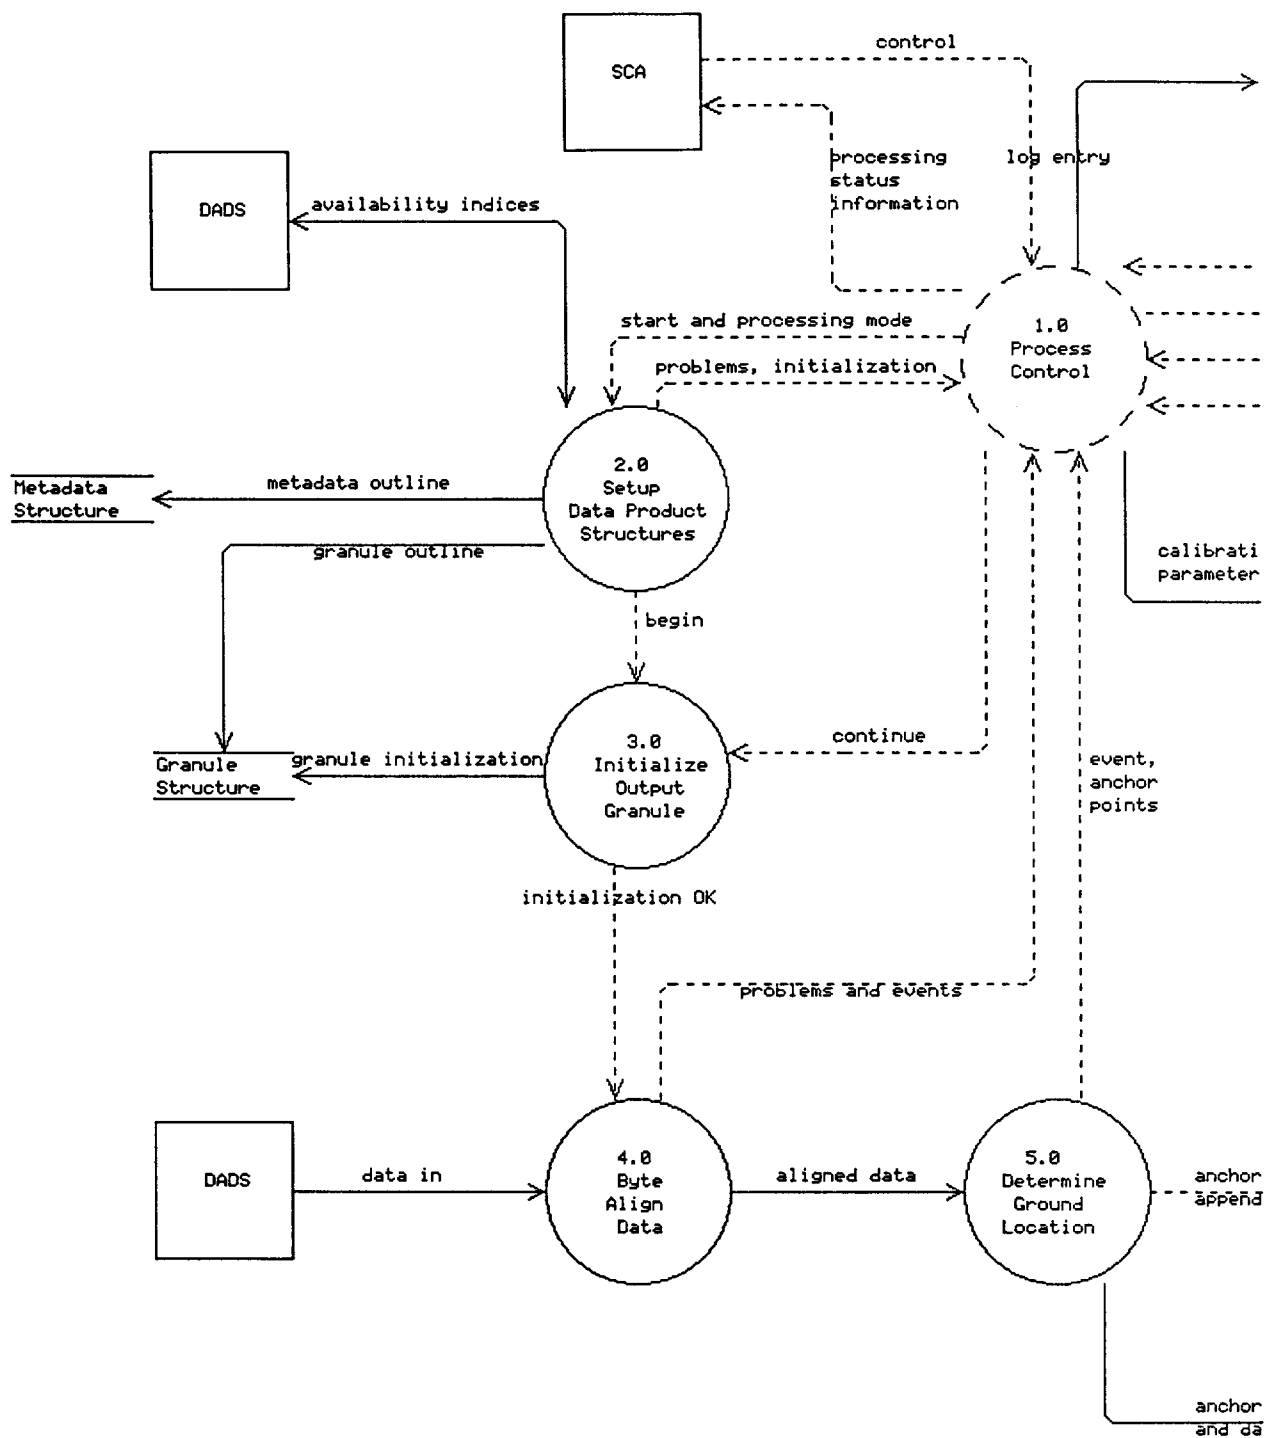 control
SCA
processing
status
information
log entry
DADS
availability indices
start and processing mode
1.0
Process
Control
problems, initialization
2.0
Setup
Data Product
Structures
metadata outline
Metadata
Structure
granule outline
calibrati
parameter
begin
3.0
Initialize
Output
Granule
continue
granule initialization
Granule
Structure
event,
anchor
points
initialization OK
problems and events
DADS
data in
4.0
Byte
Align
Data
aligned data
5.0
Determine
Ground
Location
anchor
append
anchor
and da